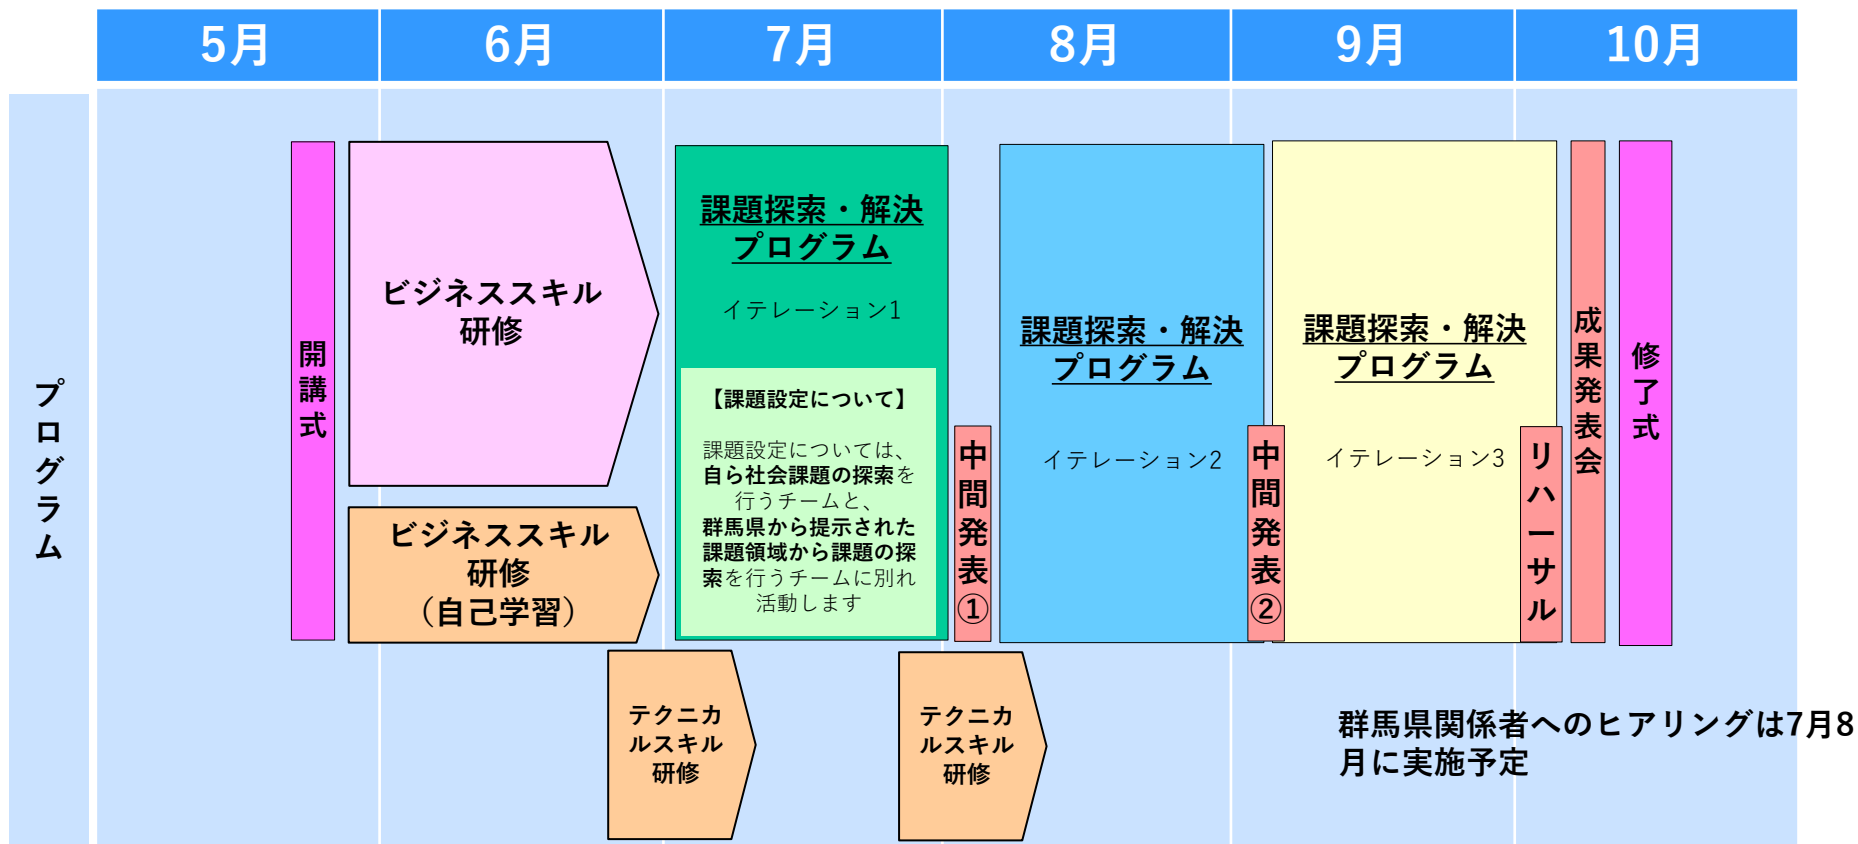 5月
6月
7月
8月
9月
10月
プログラム
開講式
ビジネススキル
研修
ビジネススキル
研修
（自己学習）
テクニカ
ルスキル
研修
課題探索・解決
プログラム
イテレーション1
【課題設定について】
課題設定については、
自ら社会課題の探索を
行うチームと、
群馬県から提示された
課題領域から課題の探
索を行うチームに別れ
活動します
中間発表①
テクニカ
ルスキル
研修
課題探索・解決
プログラム
イテレーション2
中間発表②
課題探索・解決
プログラム
イテレーション3
リハーサル
成果発表会
修了式
群馬県関係者へのヒアリングは7月8
月に実施予定